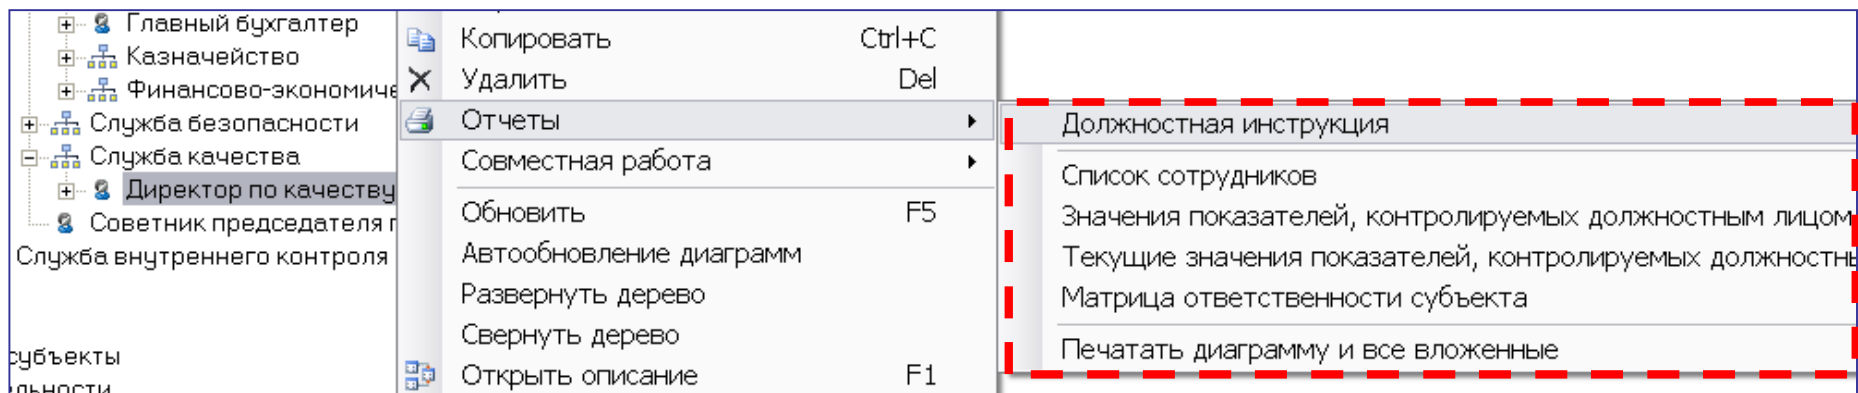 Главный бухгалтер
Казначейство
Финансово-экономиче
Служба безопасности
Служба качества
Директор по качеству
Советник председателя п
Служба внутреннего контроля
субъекты
Копировать Ctrl+C
Удалить Del
Отчеты
Совместная работа
Обновить F5
Автообновление диаграмм
Развернуть дерево
Свернуть дерево
Открыть описание F1
Должностная инструкция
Список сотрудников
Значения показателей, контролируемых должностным лицом
Текущие значения показателей, контролируемых должностн
Матрица ответственности субъекта
Печатать диаграмму и все вложенные